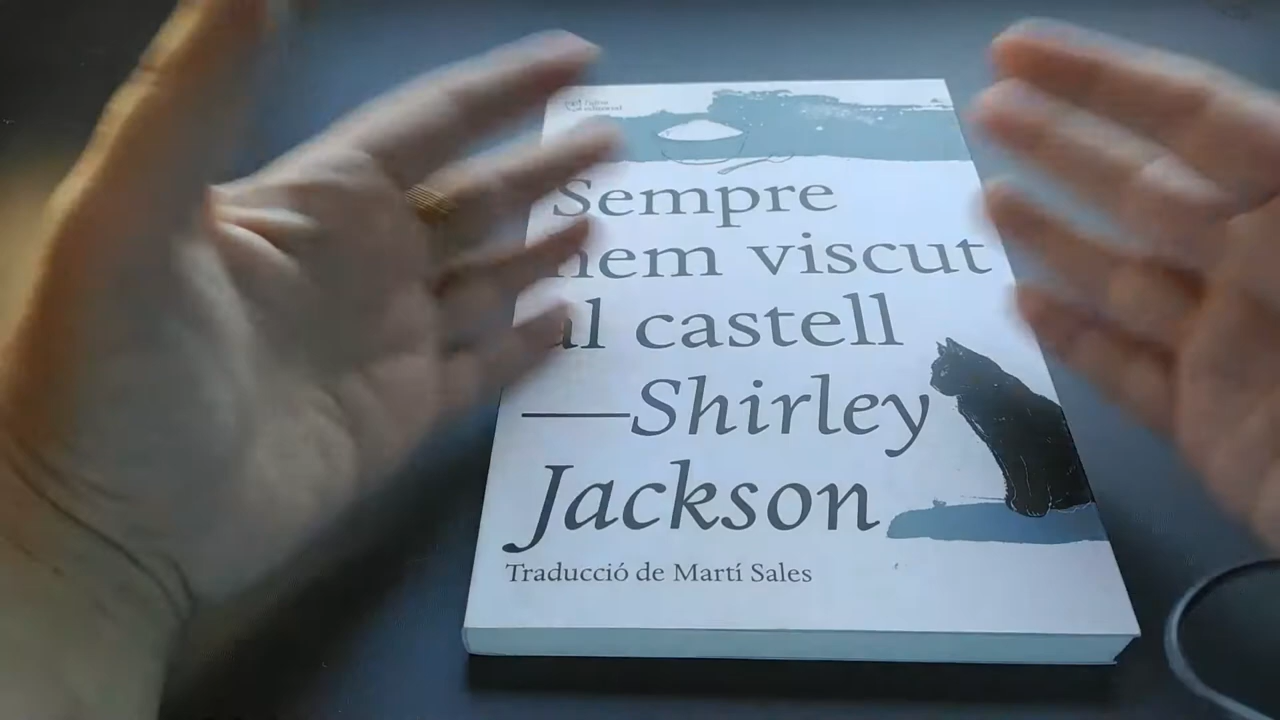 Sempre
hem viscut
al castell
—Shirley
Jackson
Traducció de Martí Sales